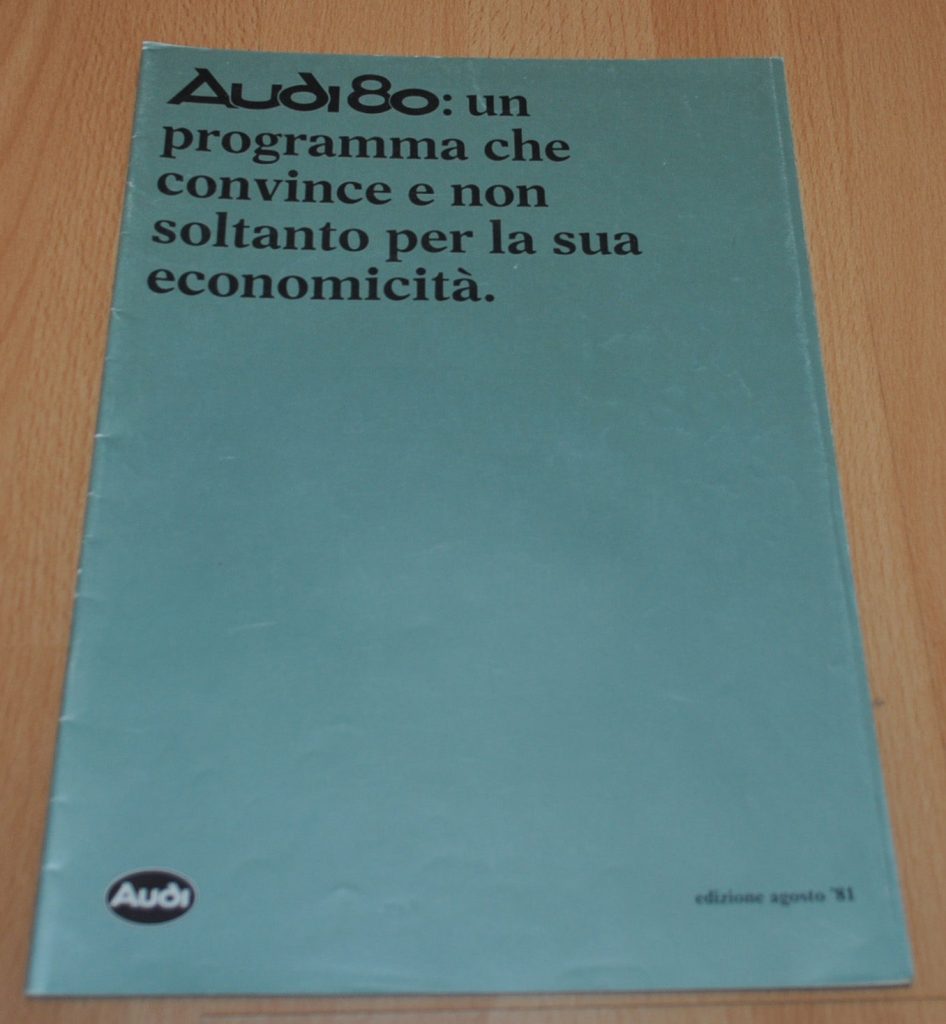 Audi 80: un
programma che
convince e non
soltanto per la sua
economicità.
Audi
edizione agosto '81